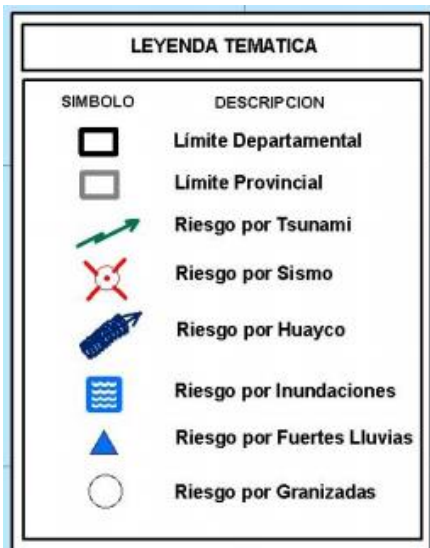 LEYENDA TEMATICA
SIMBOLO DESCRIPCION
Límite Departamental
Límite Provincial
Riesgo por Tsunami
Riesgo por Sismo
Riesgo por Huayco
Riesgo por Inundaciones
Riesgo por Fuertes Lluvias
Riesgo por Granizadas